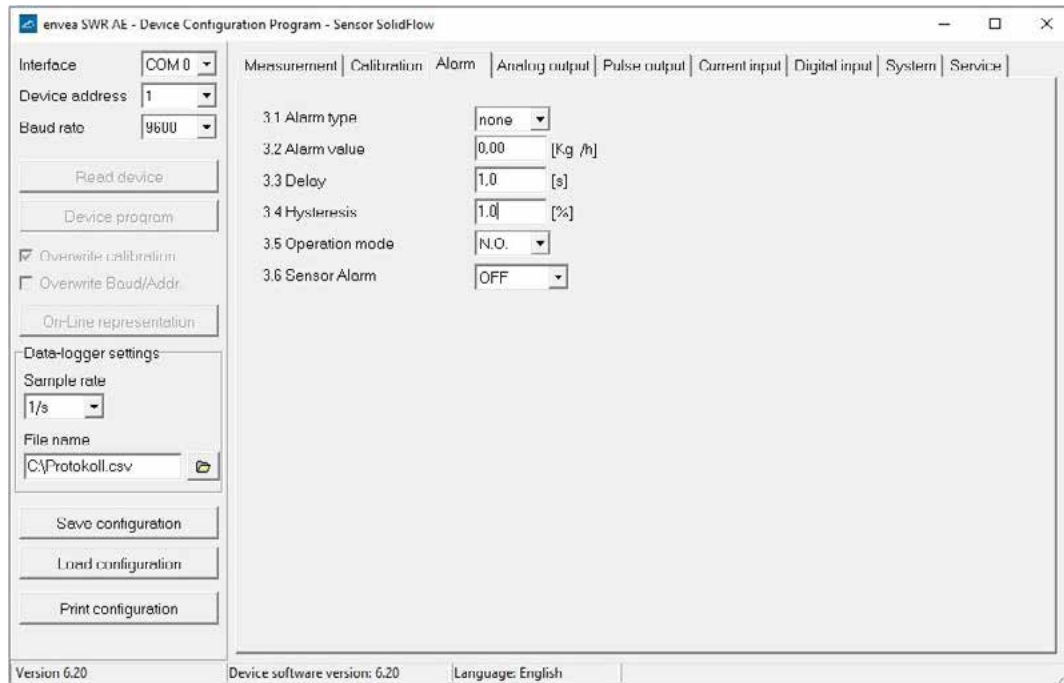 envea SWR AE - Device Configuration Program - Sensor SolidFlow
Interface COM 0
Device address 1
Baud rate 9600
Read device
Device program
Overwrite calibration
Overwrite Baud/Addr.
On-Line representation
Data-logger settings
Sample rate
1/s
File name
C:\Protokoll.csv
Save configuration
Load configuration
Print configuration
Measurement Calibration Alarm Analog output Pulse output Current input Digital input System Service
3.1 Alarm type none
3.2 Alarm value 0,00 [Kg /h]
3.3 Delay 1,0 [s]
3.4 Hysteresis 1.0 [%]
3.5 Operation mode N.O.
3.6 Sensor Alarm OFF
Version 6.20 Device software version: 6.20 Language: English